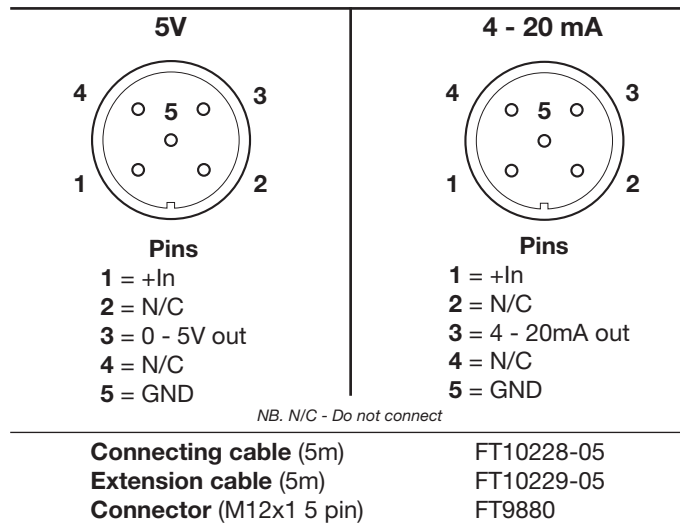 5V
4 5 3
1 2
Pins
1 = +In
2 = N/C
3 = 0 - 5V out
4 = N/C
5 = GND
4 - 20 mA
4 5 3
1 2
Pins
1 = +In
2 = N/C
3 = 4 - 20mA out
4 = N/C
5 = GND
NB. N/C - Do not connect
Connecting cable (5m) FT10228-05
Extension cable (5m) FT10229-05
Connector (M12x1 5 pin) FT9880